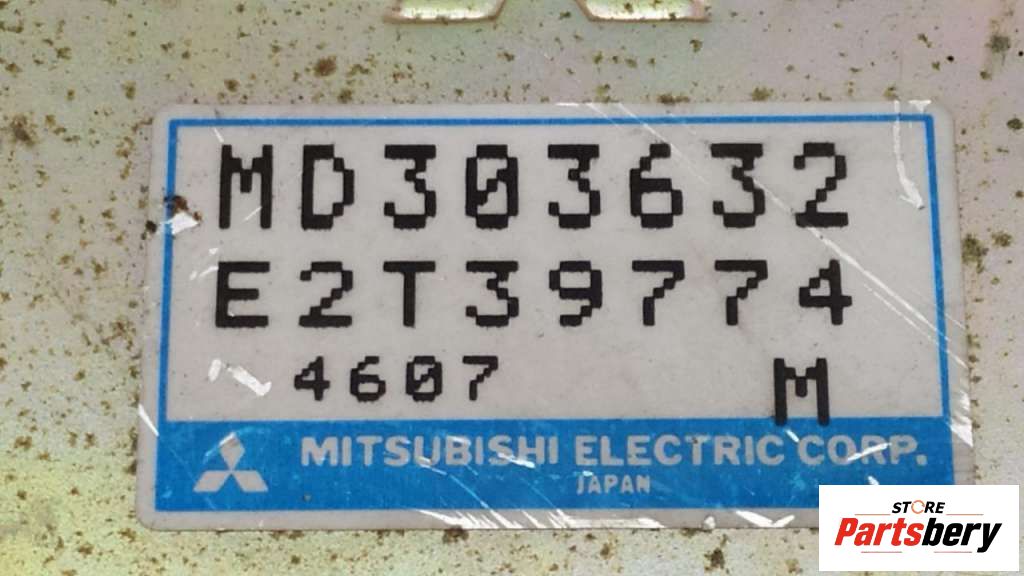 MD303632
E2T39774
4607 M
MITSUBISHI ELECTRIC CORP.
JAPAN
STORE
Partsbery